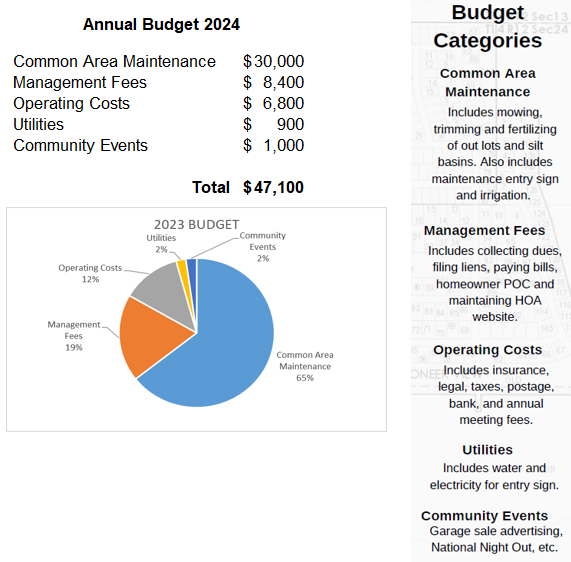 Annual Budget 2024
Common Area Maintenance $30,000
Management Fees $ 8,400
Operating Costs $ 6,800
Utilities $ 900
Community Events $ 1,000
Total $47,100
2023 BUDGET
Utilities
2%
Community
Events
2%
Operating Costs
12%
Management
Fees
19%
Common Area
Maintenance
65%
Budget
Categories
Common Area
Maintenance
Includes mowing,
trimming and fertilizing
of out lots and silt
basins. Also includes
maintenance entry sign
and irrigation.
Management Fees
Includes collecting dues,
filing liens, paying bills,
homeowner POC and
maintaining HOA
website.
Operating Costs
Includes insurance,
legal, taxes, postage,
bank, and annual
meeting fees.
Utilities
Includes water and
electricity for entry sign.
Community Events
Garage sale advertising,
National Night Out, etc.